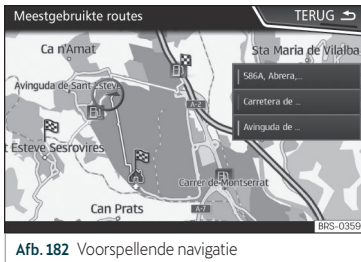 Meestgebruikte routes
TERUG
Ca n'Amat
Sta Maria de Vilalba
586A, Abrera,...
Avinguda de Sant Esteve
Carretera de ...
A-2
Avinguda de ...
t Esteve Sesrovires
Carrer de Montserrat
Can Prats
A-7
BRS-0359
Afb. 182 Voorspellende navigatie